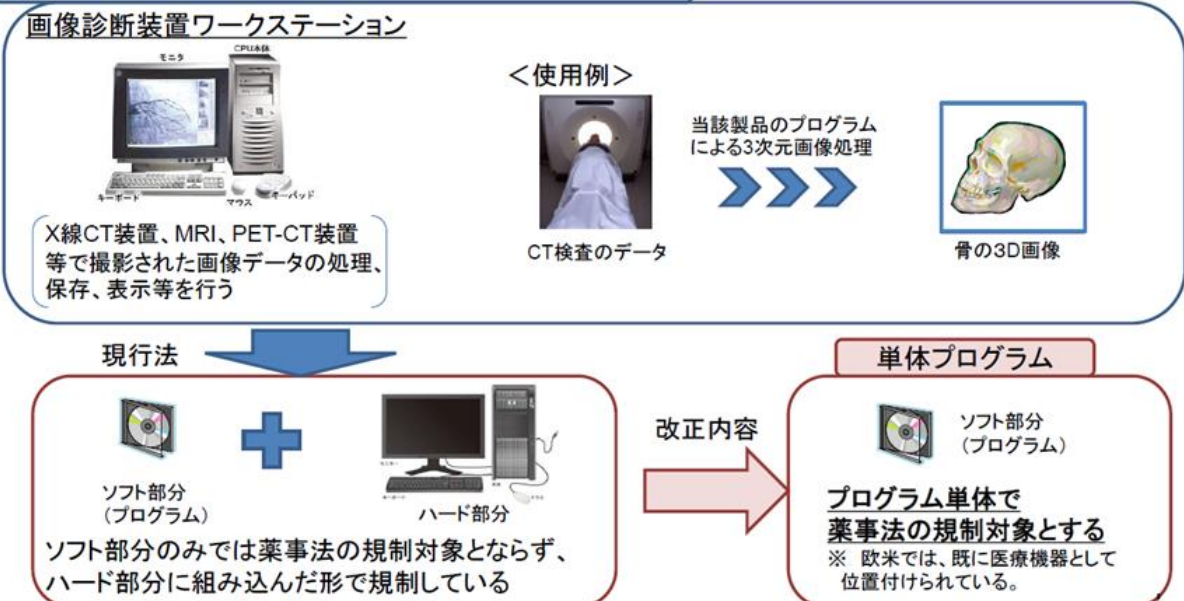 画像診断装置ワークステーション
モニタ
CPU本体
キーボード
マウス
キーパッド
X線CT装置、MRI、PET-CT装置
等で撮影された画像データの処理、
保存、表示等を行う
＜使用例＞
CT検査のデータ
当該製品のプログラム
による3次元画像処理
骨の3D画像
現行法
ソフト部分
（プログラム）
ハード部分
ソフト部分のみでは薬事法の規制対象とならず、
ハード部分に組み込んだ形で規制している
改正内容
単体プログラム
ソフト部分
（プログラム）
プログラム単体で
薬事法の規制対象とする
※ 欧米では、既に医療機器として
位置付けられている。